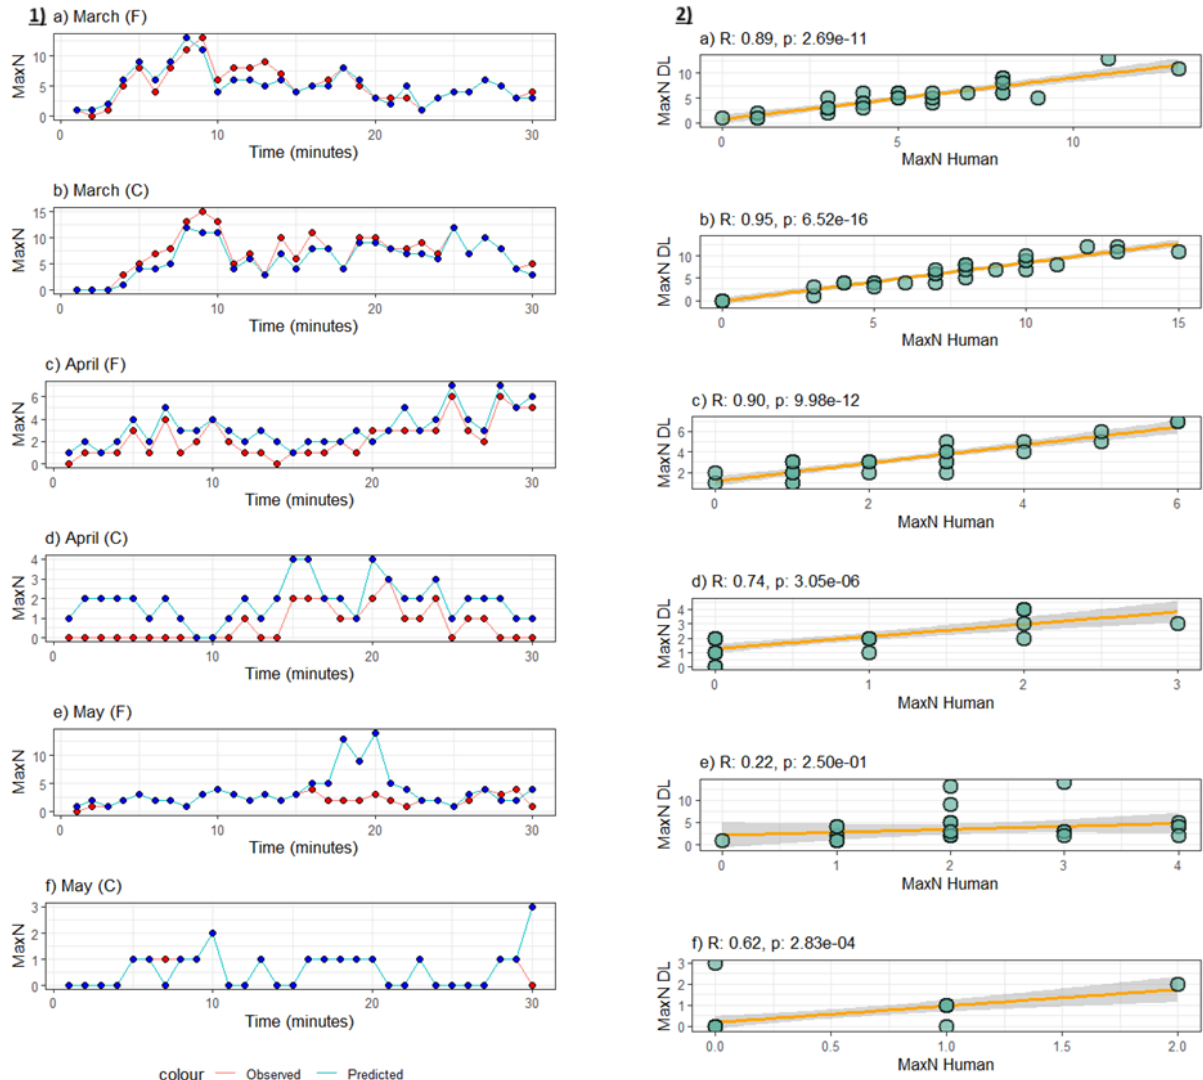 1)
a) March (F)
MaxN
10
5
0
0
10
20
30
Time (minutes)
b) March (C)
MaxN
15
10
5
0
0
10
20
30
Time (minutes)
c) April (F)
MaxN
6
4
2
0
0
10
20
30
Time (minutes)
d) April (C)
MaxN
4
3
2
1
0
0
10
20
30
Time (minutes)
e) May (F)
MaxN
10
5
0
0
10
20
30
Time (minutes)
f) May (C)
MaxN
3
2
1
0
0
10
20
30
Time (minutes)
colour Observed Predicted
2)
a) R: 0.89, p: 2.69e-11
MaxN DL
10
5
0
0
5
10
MaxN Human
b) R: 0.95, p: 6.52e-16
MaxN DL
10
5
0
0
5
10
15
MaxN Human
c) R: 0.90, p: 9.98e-12
MaxN DL
6
4
2
0
2
4
6
MaxN Human
d) R: 0.74, p: 3.05e-06
MaxN DL
4
3
2
1
0
0
1
2
3
MaxN Human
e) R: 0.22, p: 2.50e-01
MaxN DL
10
5
0
0
1
2
3
4
MaxN Human
f) R: 0.62, p: 2.83e-04
MaxN DL
3
2
1
0
0.0
0.5
1.0
1.5
2.0
MaxN Human